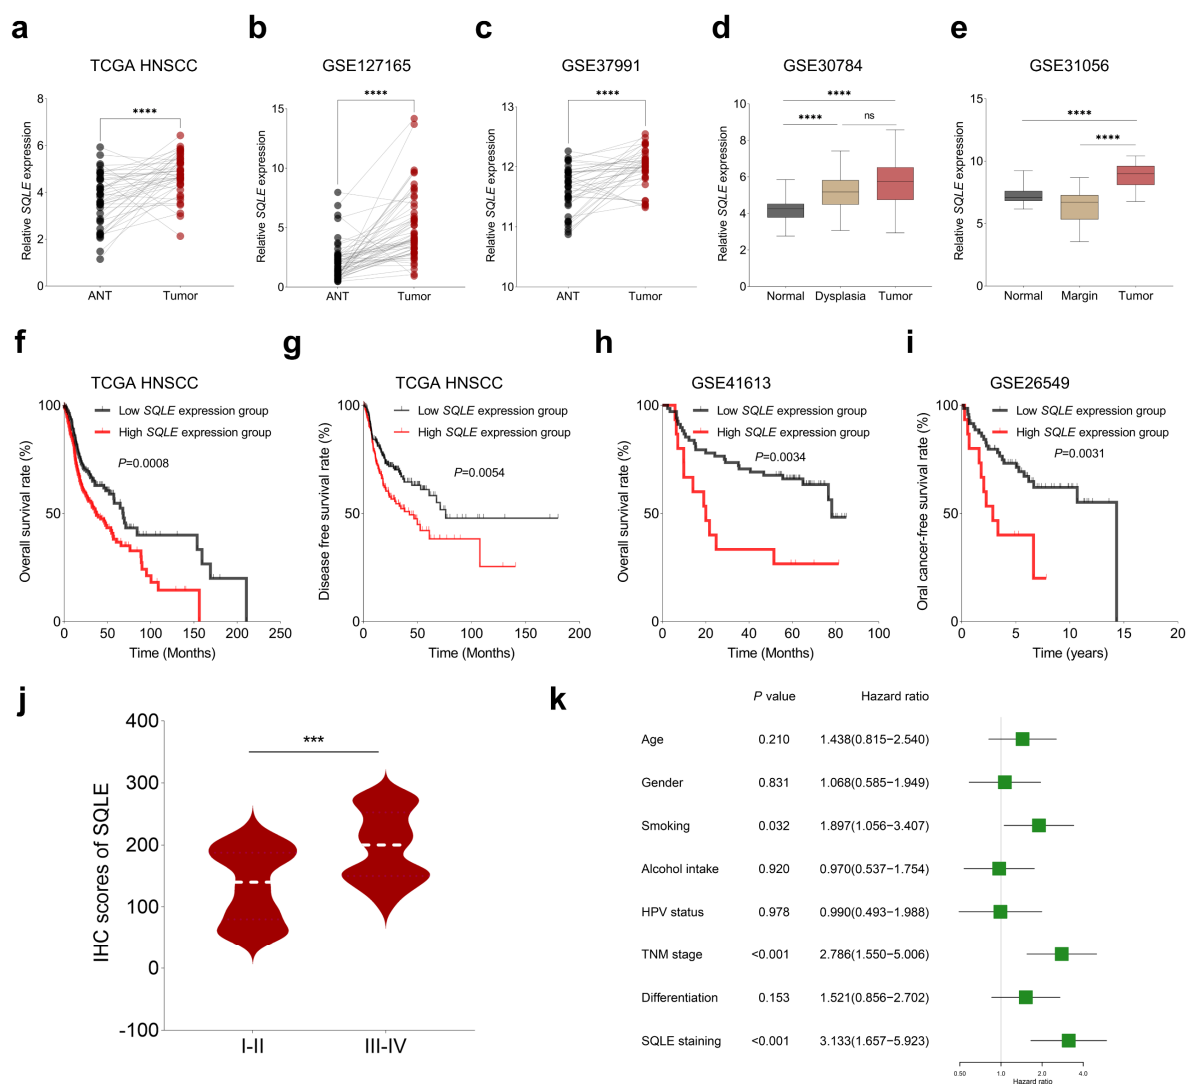 a
TCGA HNSCC
****
Relative SQLE expression
8
6
4
2
0
ANT
Tumor
b
GSE127165
****
Relative SQLE expression
15
10
5
0
ANT
Tumor
c
GSE37991
****
Relative SQLE expression
13
12
11
10
ANT
Tumor
d
GSE30784
****
****
ns
Relative SQLE expression
10
8
6
4
2
0
Normal
Dysplasia
Tumor
e
GSE31056
****
****
Relative SQLE expression
15
10
5
0
Normal
Margin
Tumor
f
TCGA HNSCC
Low SQLE expression group
High SQLE expression group
P=0.0008
Overall survival rate (%)
100
50
0
0 50 100 150 200 250
Time (Months)
g
TCGA HNSCC
Low SQLE expression group
High SQLE expression group
P=0.0054
Disease free survival rate (%)
100
50
0
0 50 100 150 200
Time (Months)
h
GSE41613
Low SQLE expression group
High SQLE expression group
P=0.0034
Overall survival rate (%)
100
50
0
0 20 40 60 80 100
Time (Months)
i
GSE26549
Low SQLE expression group
High SQLE expression group
P=0.0031
Oral cancer-free survival rate (%)
100
50
0
0 5 10 15 20
Time (years)
j
***
IHC scores of SQLE
400
300
200
100
0
-100
I-II
III-IV
k
P value Hazard ratio
Age 0.210 1.438(0.815−2.540)
Gender 0.831 1.068(0.585−1.949)
Smoking 0.032 1.897(1.056−3.407)
Alcohol intake 0.920 0.970(0.537−1.754)
HPV status 0.978 0.990(0.493−1.988)
TNM stage <0.001 2.786(1.550−5.006)
Differentiation 0.153 1.521(0.856−2.702)
SQLE staining <0.001 3.133(1.657−5.923)
0.50 1.0 2.0 4.0
Hazard ratio